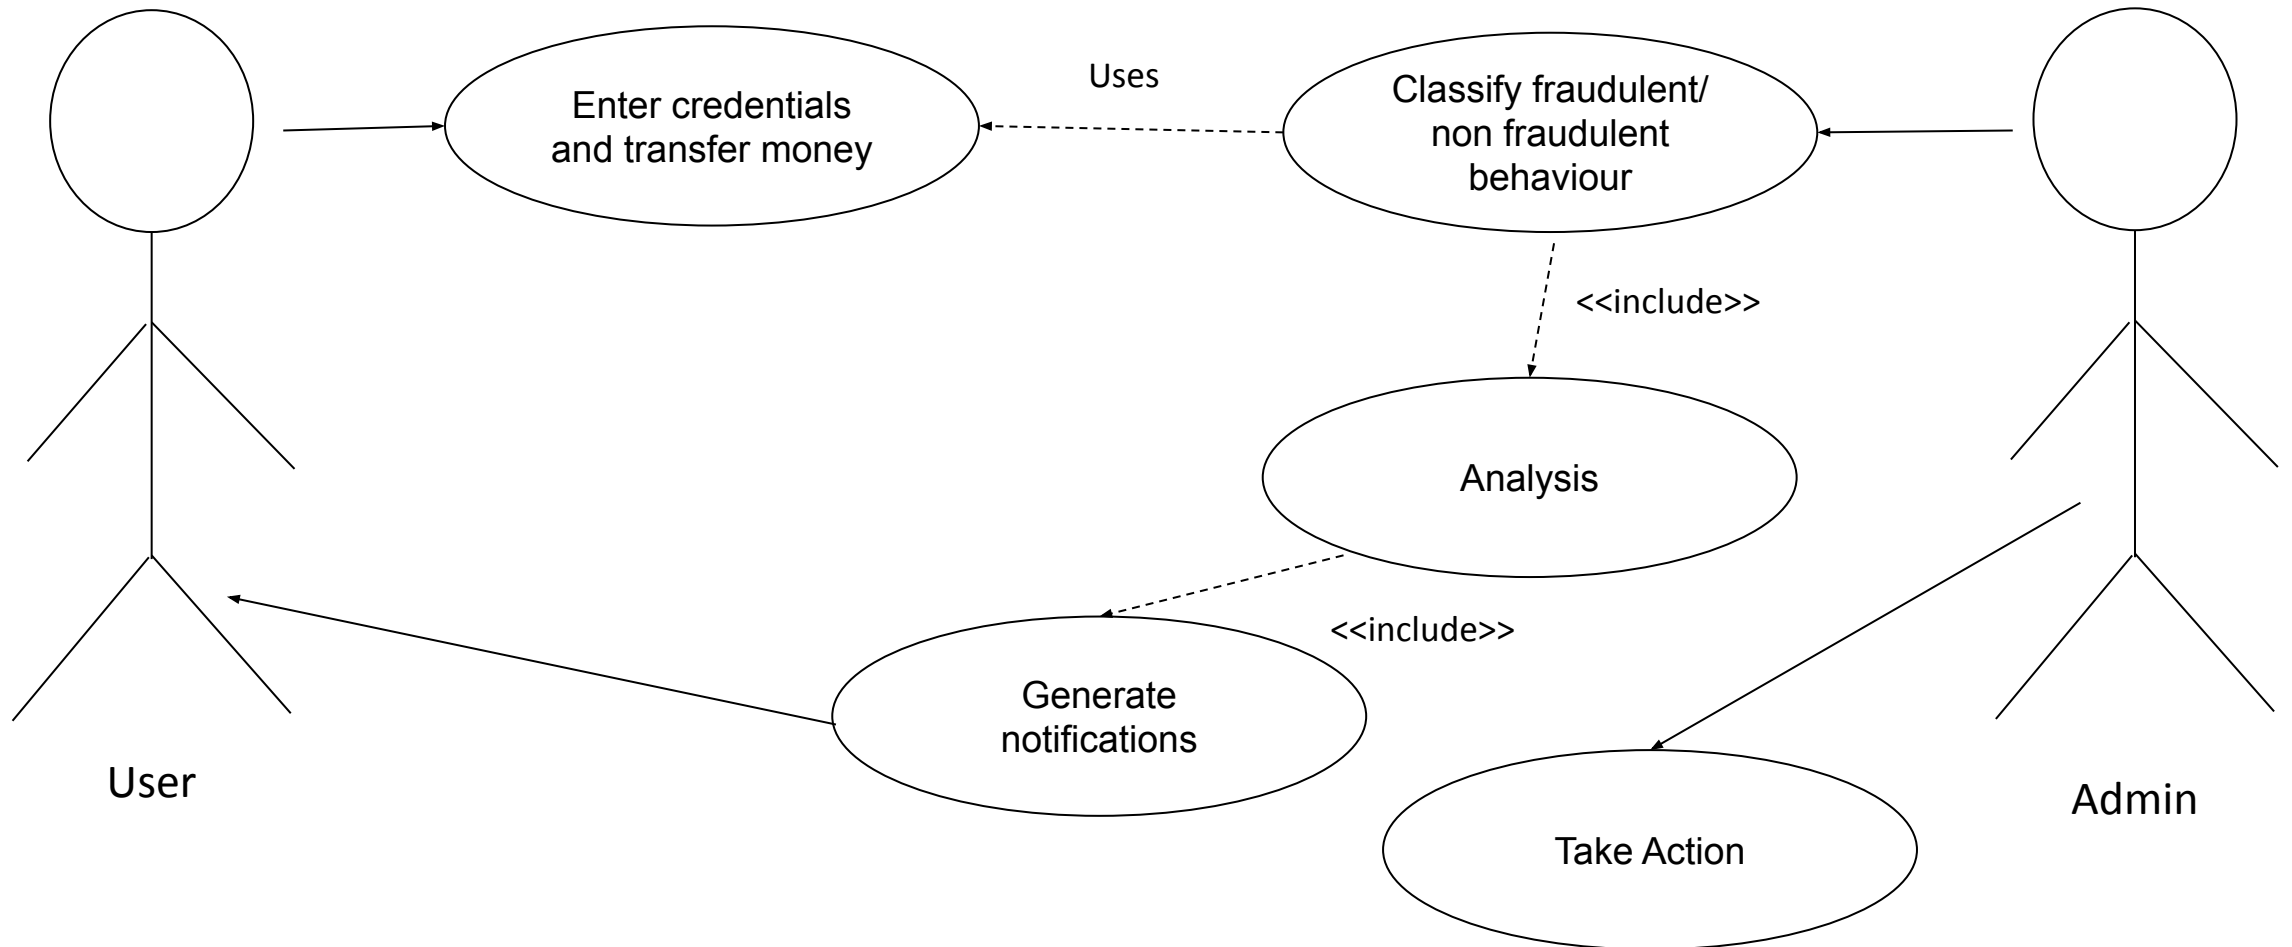 Enter credentials
and transfer money
Uses
Classify fraudulent/
non fraudulent
behaviour
<<include>>
Analysis
<<include>>
Generate
notifications
User
Take Action
Admin